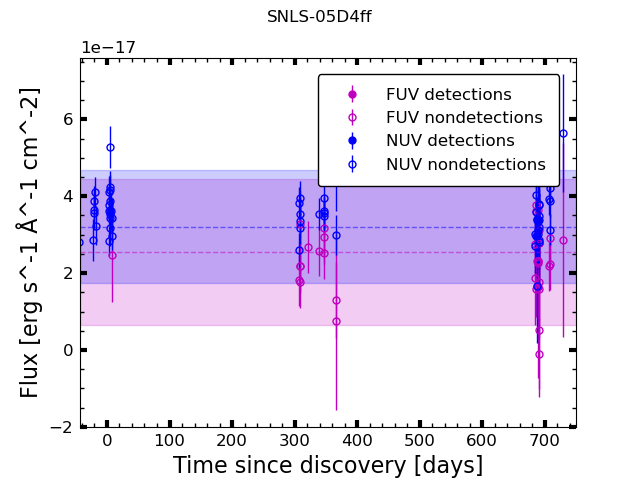 SNLS-05D4ff
1e−17
FUV detections
FUV nondetections
NUV detections
NUV nondetections
6
4
2
0
−2
Flux [erg s^-1 Å^-1 cm^-2]
0 100 200 300 400 500 600 700
Time since discovery [days]